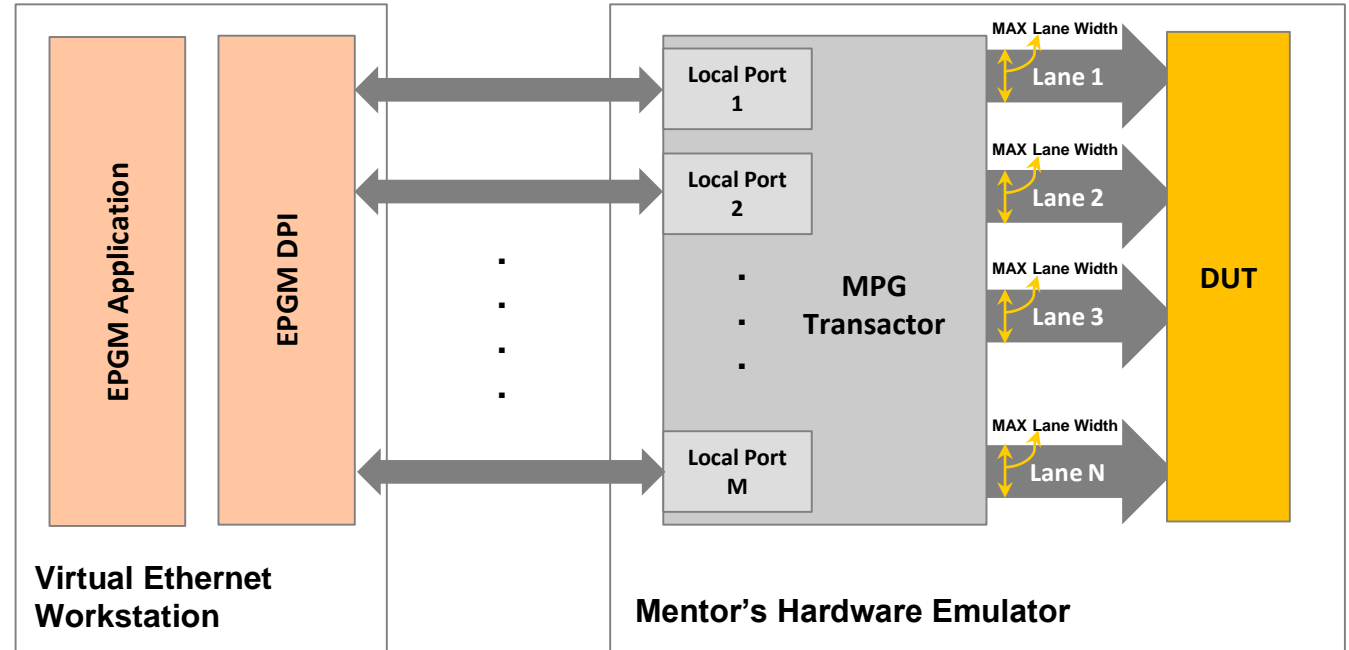 EPGM Application
EPGM DPI
Local Port
1
Local Port
2
Local Port
M
MPG
Transactor
MAX Lane Width
Lane 1
MAX Lane Width
Lane 2
MAX Lane Width
Lane 3
MAX Lane Width
Lane N
DUT
Virtual Ethernet
Workstation
Mentor’s Hardware Emulator